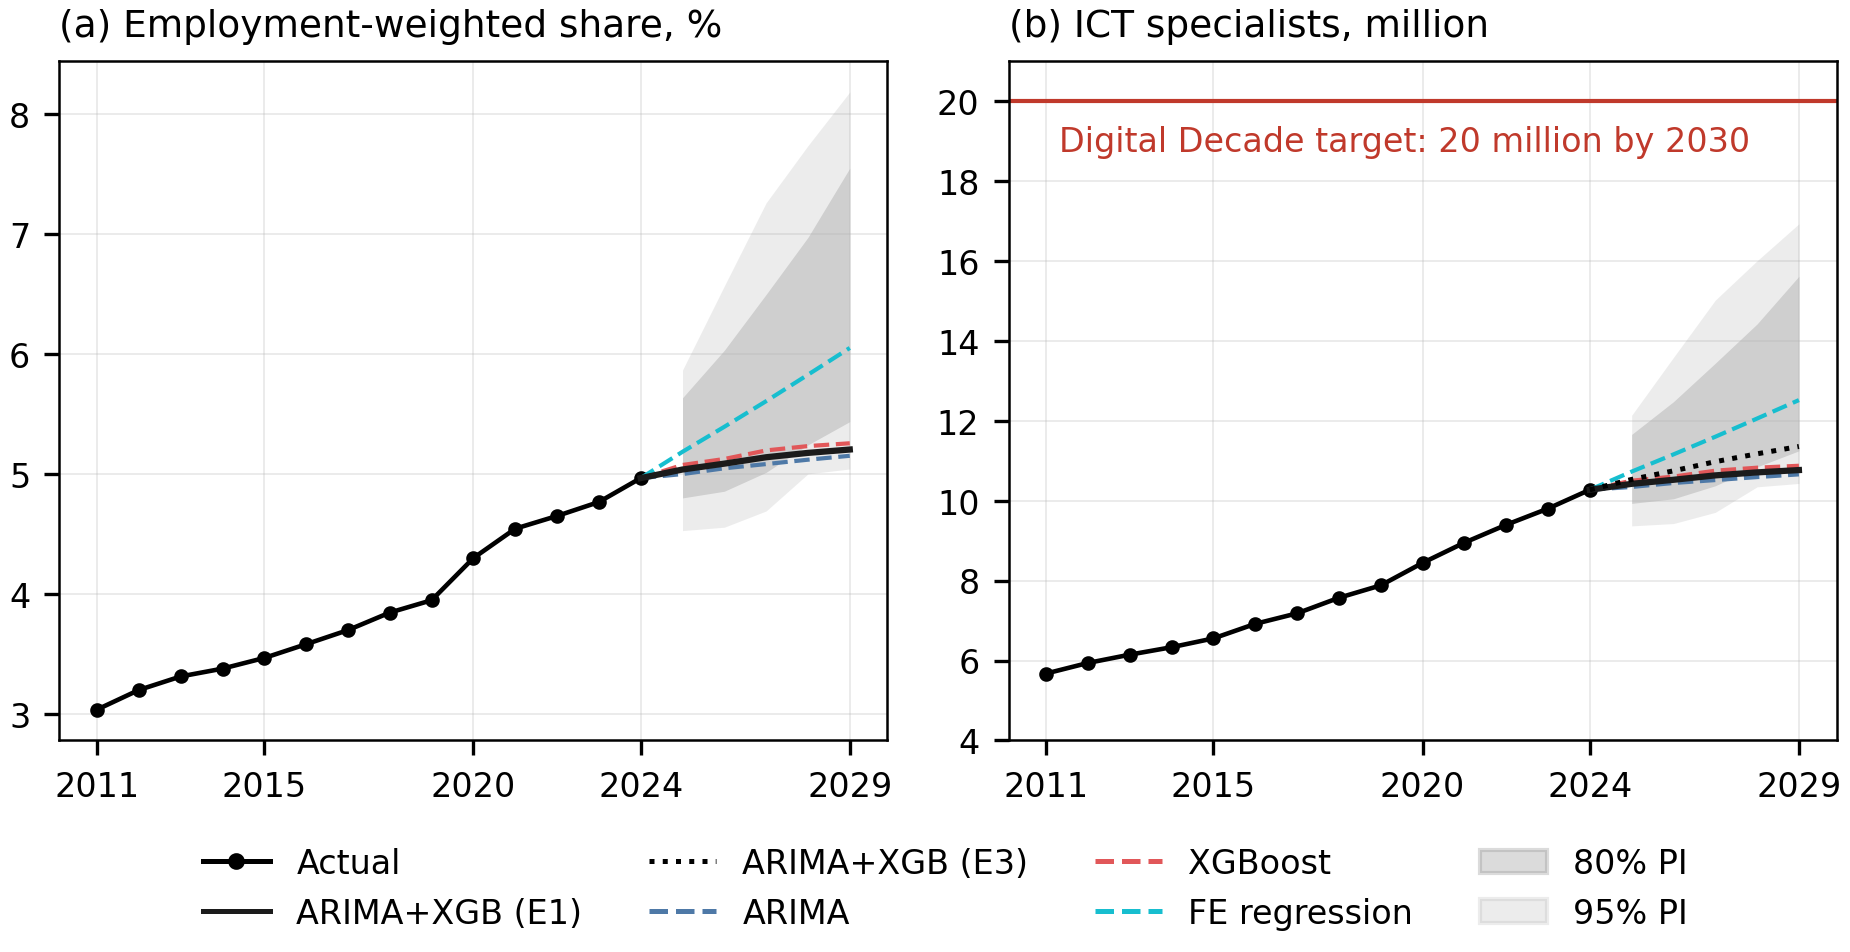 (a) Employment-weighted share, %
8
7
6
5
4
3
2011 2015 2020 2024 2029
(b) ICT specialists, million
20
18
16
14
12
10
8
6
4
Digital Decade target: 20 million by 2030
2011 2015 2020 2024 2029
Actual ARIMA+XGB (E3) XGBoost 80% PI
ARIMA+XGB (E1) ARIMA FE regression 95% PI